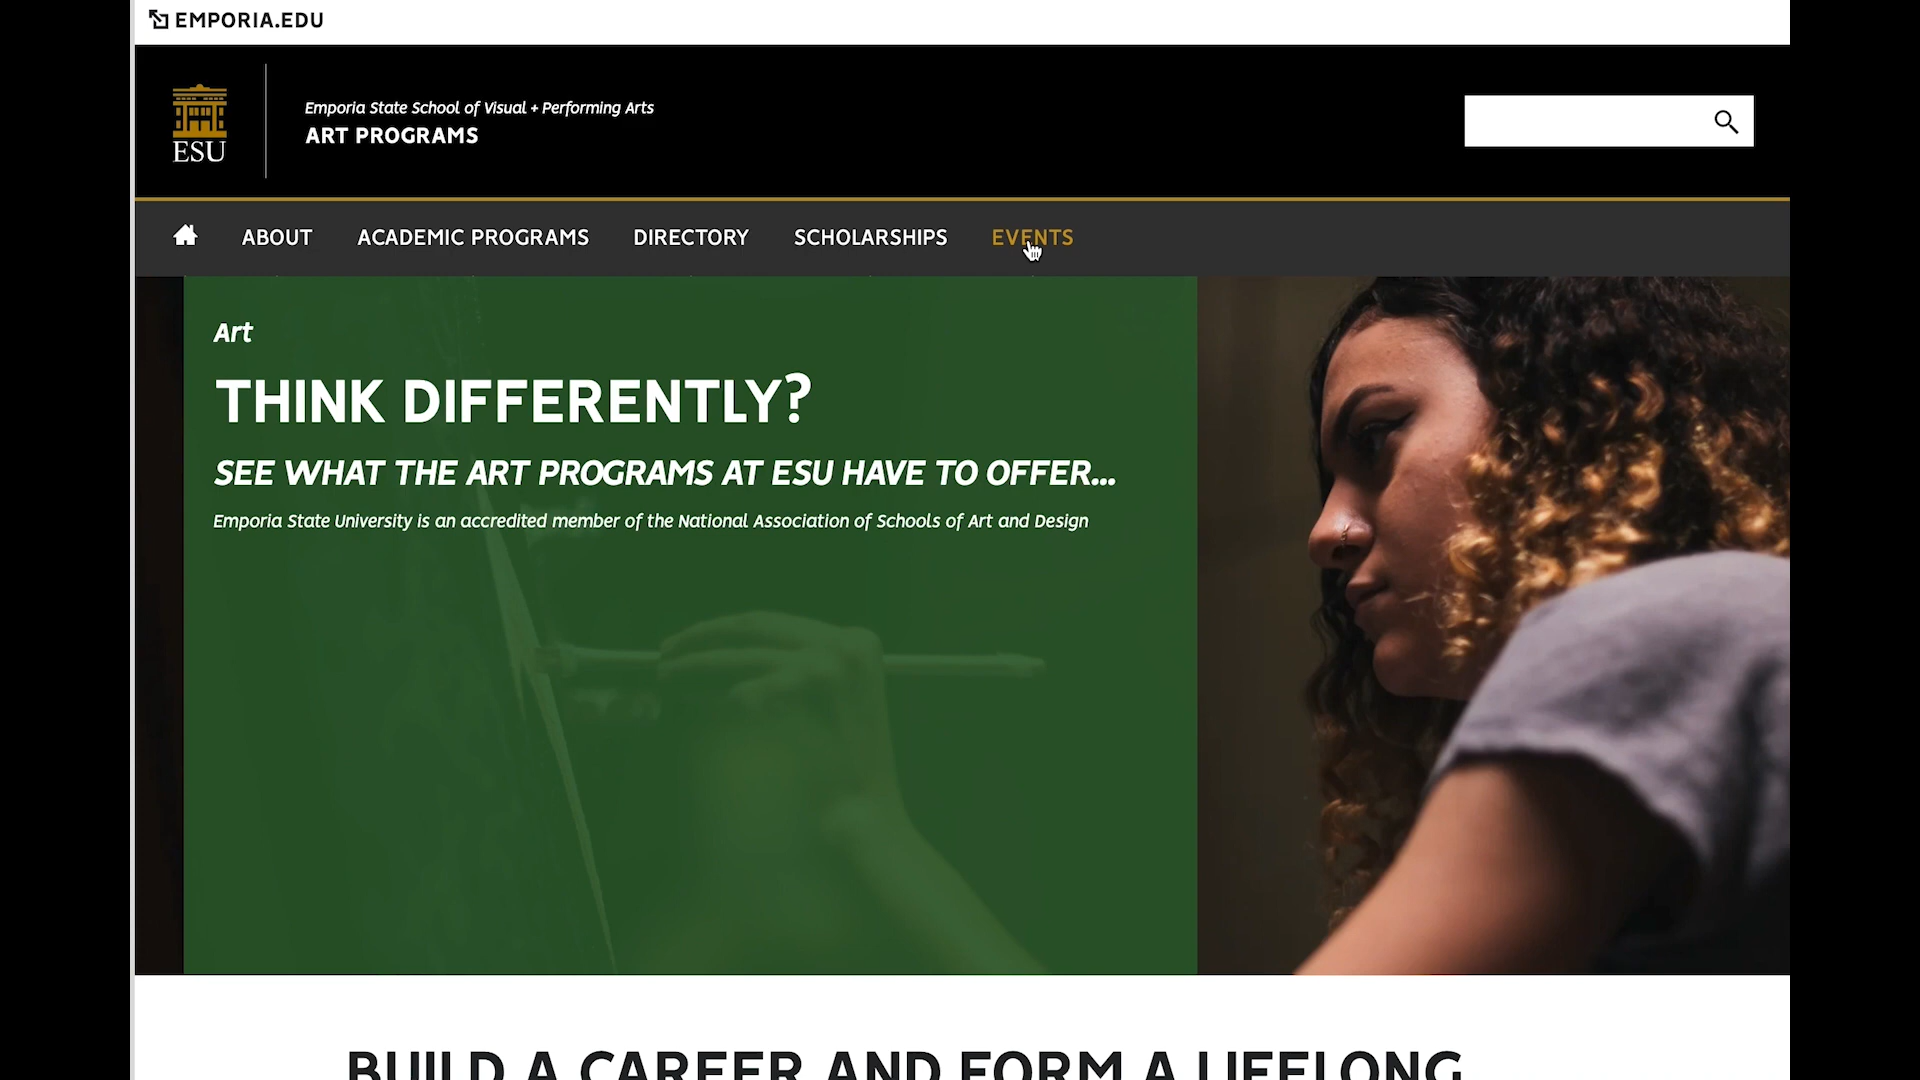 EMPORIA.EDU
ESU
Emporia State School of Visual + Performing Arts
ART PROGRAMS
ABOUT ACADEMIC PROGRAMS DIRECTORY SCHOLARSHIPS EVENTS
Art
THINK DIFFERENTLY?
SEE WHAT THE ART PROGRAMS AT ESU HAVE TO OFFER...
Emporia State University is an accredited member of the National Association of Schools of Art and Design
BUILD A CAREER AND FORM A LIFELONG